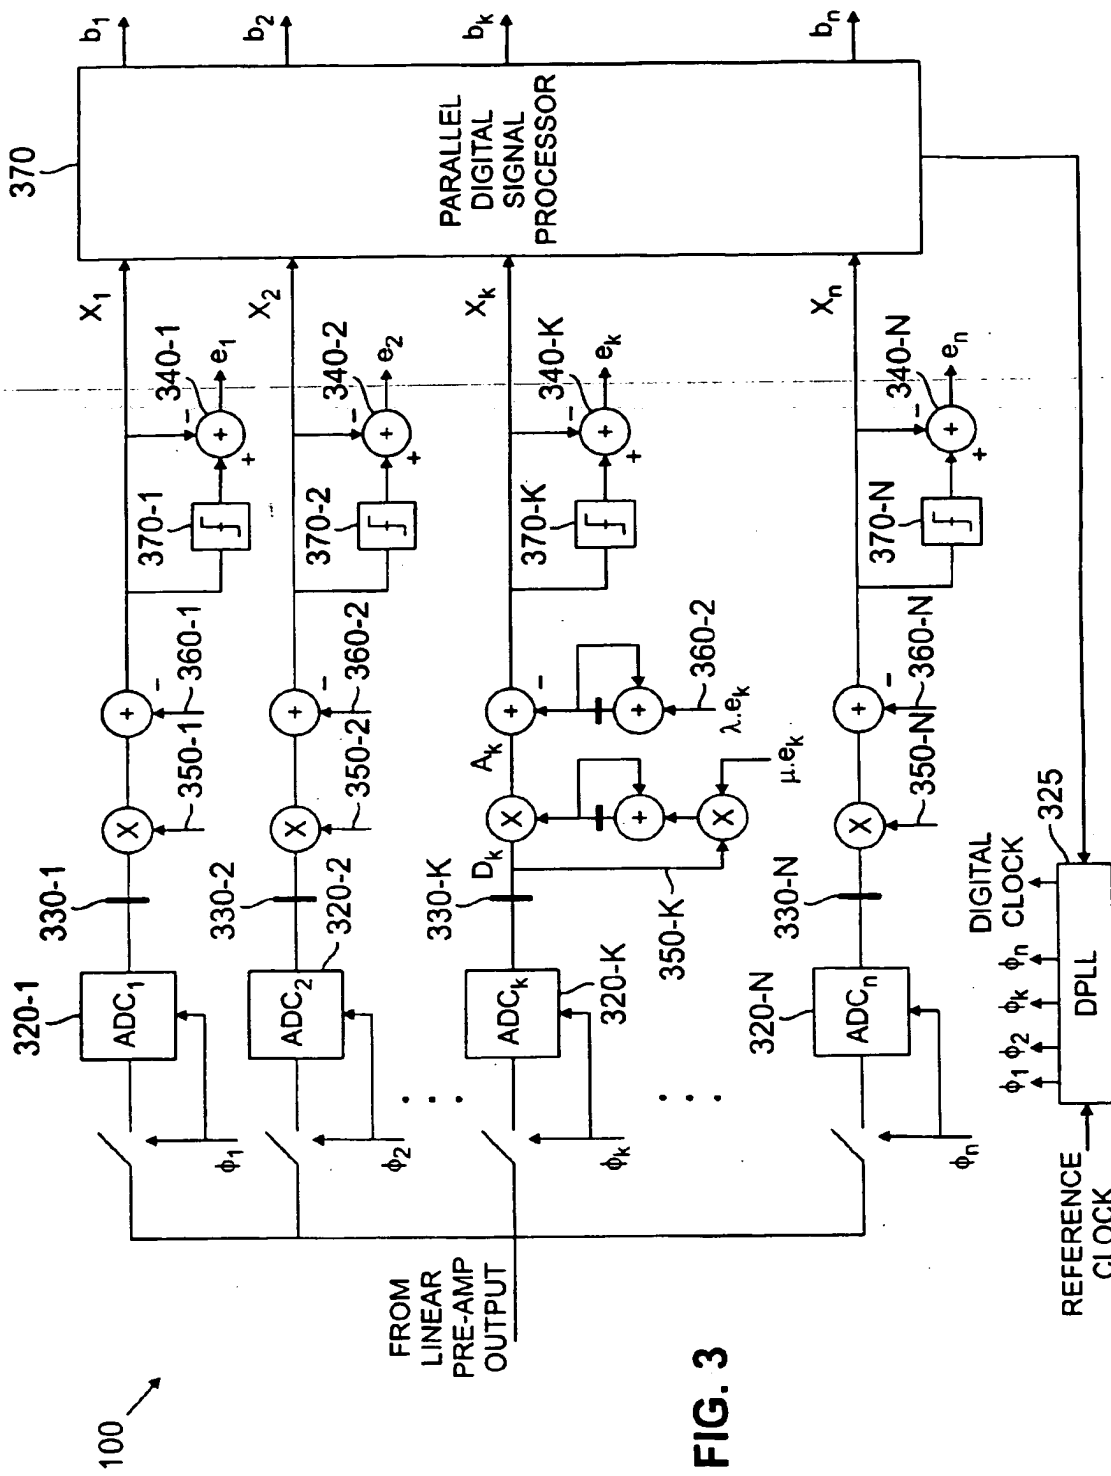 100
FROM
LINEAR
PRE-AMP
OUTPUT
ϕ1
320-1
ADC1
330-1
X
350-1
+
−
360-1
370-1
+
−
+
340-1
e1
X1
b1
ϕ2
ADC2
320-2
330-2
X
350-2
+
−
360-2
370-2
+
−
+
340-2
e2
X2
b2
ϕk
ADCk
320-K
330-K
Dk
350-K
X
X
+
μ.ek
Ak
+
−
+
λ.ek
360-2
370-K
+
−
+
340-K
ek
Xk
bk
ϕn
320-N
ADCn
330-N
X
350-N
+
−
360-N
370-N
+
−
+
340-N
en
Xn
bn
370
PARALLEL
DIGITAL
SIGNAL
PROCESSOR
REFERENCE
CLOCK
DPLL
325
ϕ1 ϕ2 ϕk ϕn
DIGITAL
CLOCK
FIG. 3